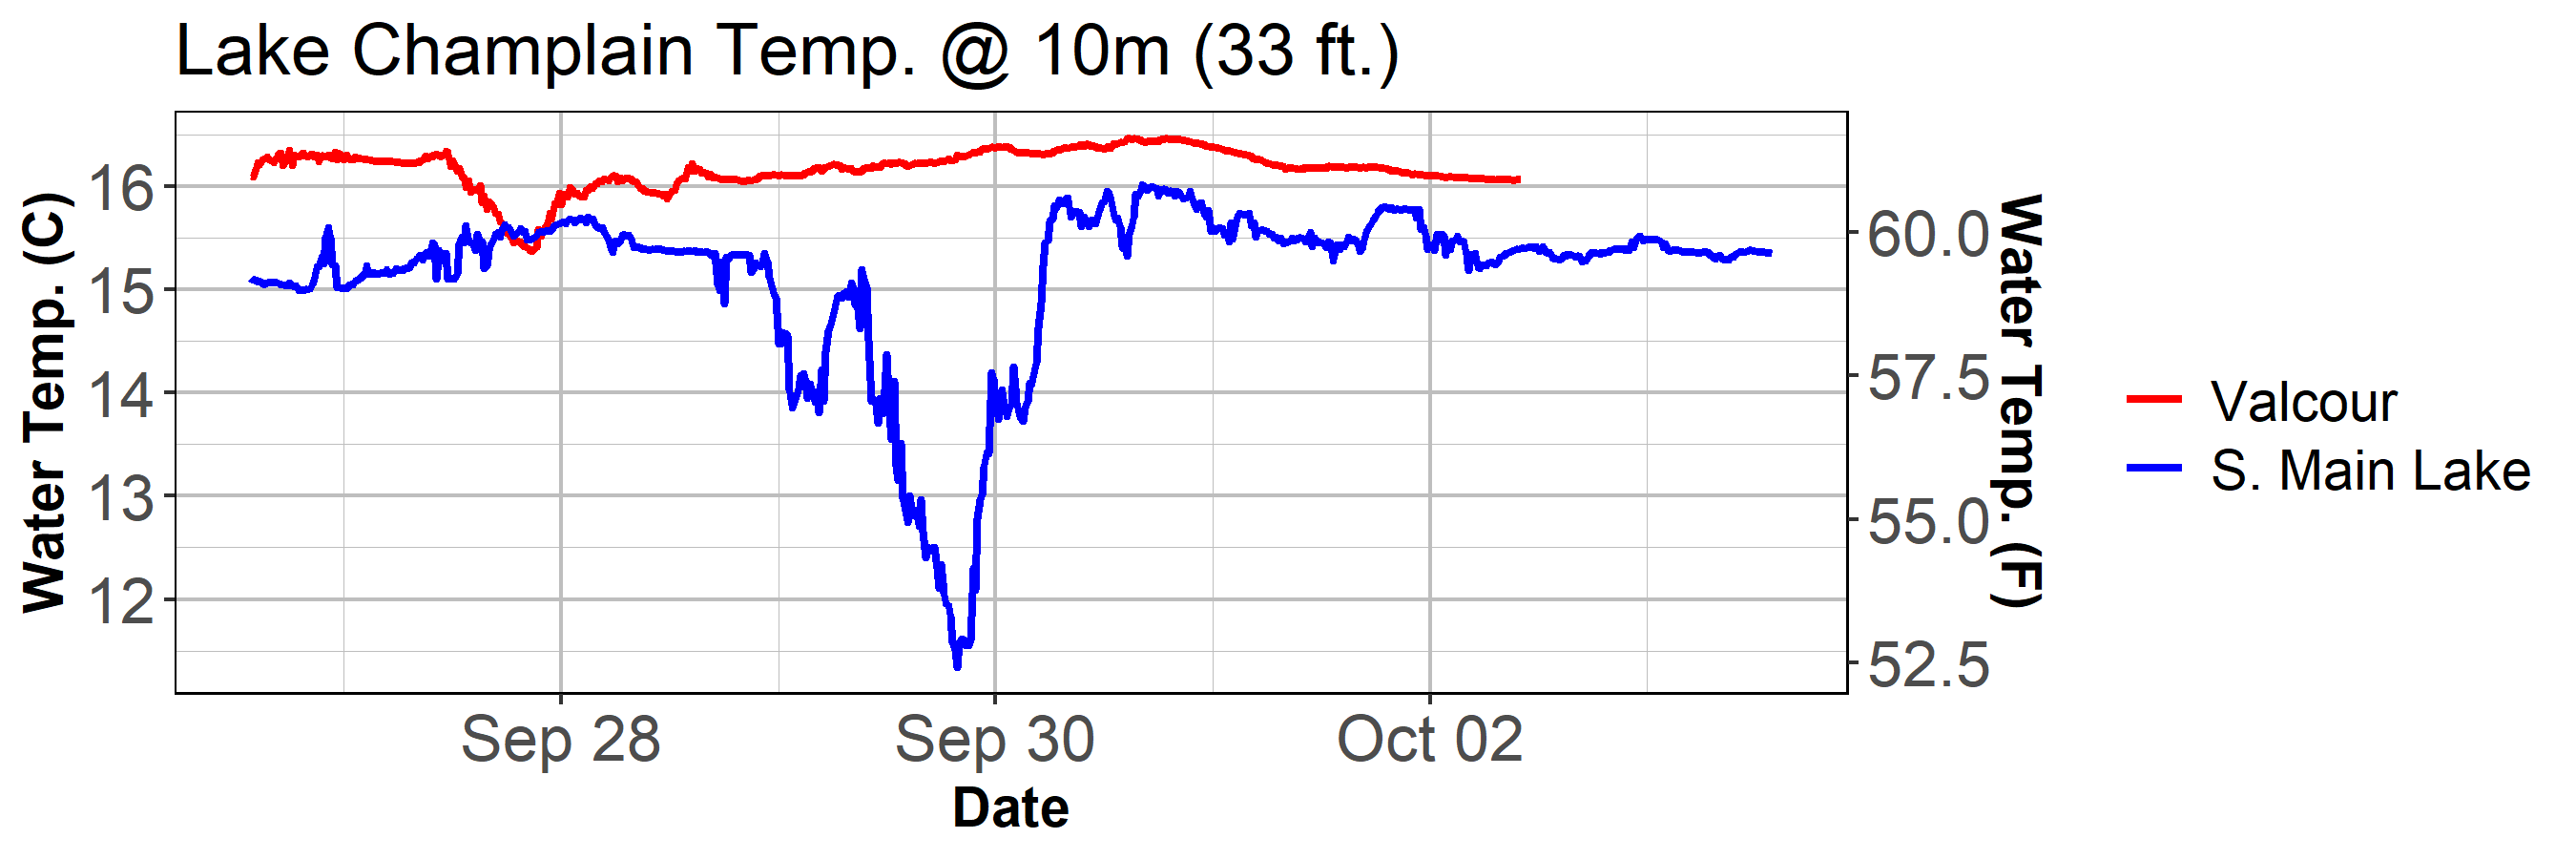 Lake Champlain Temp. @ 10m (33 ft.)
Water Temp. (C)
16
15
14
13
12
60.0
57.5
55.0
52.5
Water Temp. (F)
Sep 28
Sep 30
Oct 02
Date
Valcour
S. Main Lake